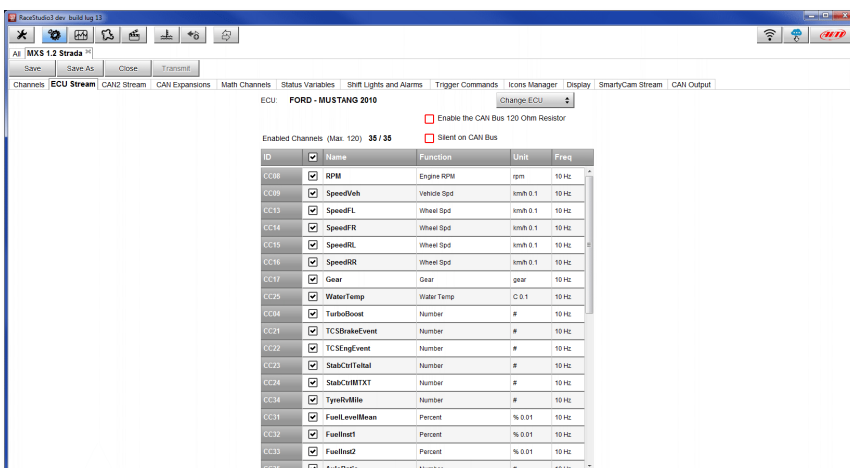 RaceStudio3 dev build lug 13
AiM
All MXS 1.2 Strada
Save Save As Close Transmit
Channels ECU Stream CAN2 Stream CAN Expansions Math Channels Status Variables Shift Lights and Alarms Trigger Commands Icons Manager Display SmartyCam Stream CAN Output
ECU: FORD - MUSTANG 2010 Change ECU
Enable the CAN Bus 120 Ohm Resistor
Enabled Channels (Max. 120) 35 / 35 Silent on CAN Bus
ID Name Function Unit Freq
CC08 RPM Engine RPM rpm 10 Hz
CC09 SpeedVeh Vehicle Spd km/h 0.1 10 Hz
CC13 SpeedFL Wheel Spd km/h 0.1 10 Hz
CC14 SpeedFR Wheel Spd km/h 0.1 10 Hz
CC15 SpeedRL Wheel Spd km/h 0.1 10 Hz
CC16 SpeedRR Wheel Spd km/h 0.1 10 Hz
CC17 Gear Gear gear 10 Hz
CC25 WaterTemp Water Temp C 0.1 10 Hz
CC04 TurboBoost Number # 10 Hz
CC21 TCSBrakeEvent Number # 10 Hz
CC22 TCSEngEvent Number # 10 Hz
CC23 StabCtrlTeltal Number # 10 Hz
CC24 StabCtrlMTXT Number # 10 Hz
CC34 TyreRvMile Number # 10 Hz
CC31 FuelLevelMean Percent % 0.01 10 Hz
CC32 FuelInst1 Percent % 0.01 10 Hz
CC33 FuelInst2 Percent % 0.01 10 Hz